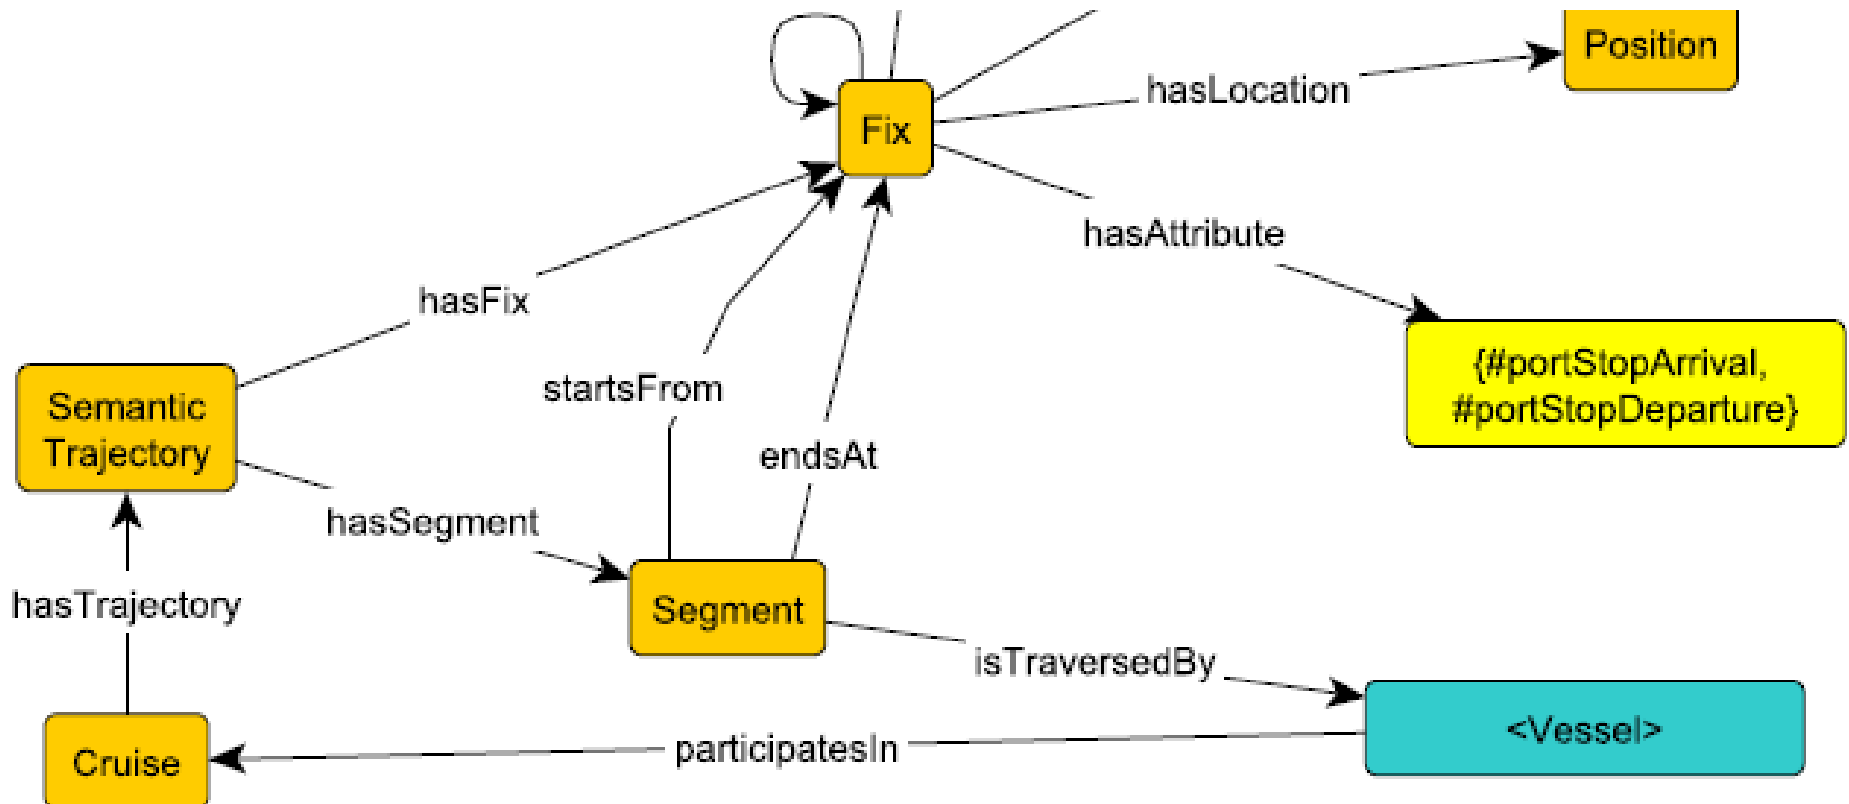 Position
hasLocation
Fix
hasAttribute
hasFix
{#portStopArrival,
#portStopDeparture}
startsFrom
Semantic
Trajectory
endsAt
hasSegment
hasTrajectory
Segment
isTraversedBy
<Vessel>
participatesIn
Cruise